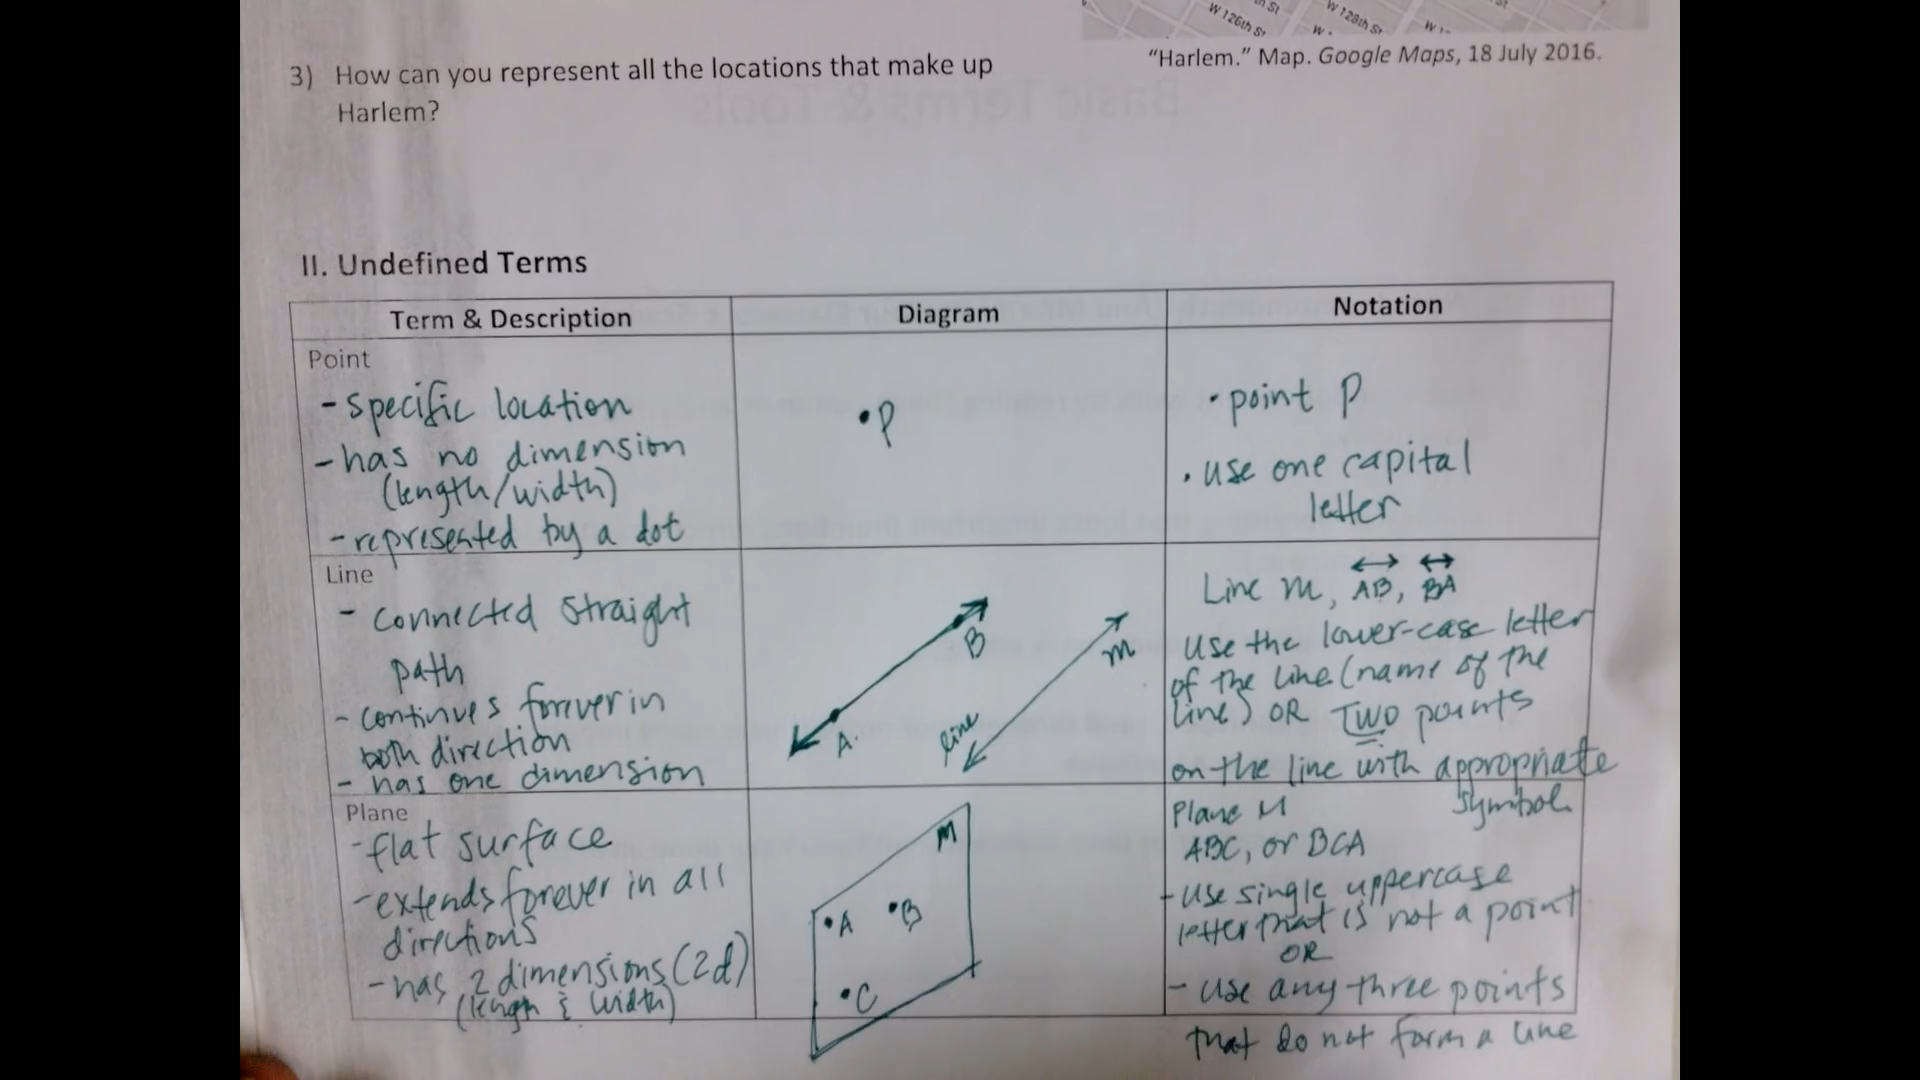 W 126th St
W 128th St
"Harlem." Map. Google Maps, 18 July 2016.
3) How can you represent all the locations that make up
Harlem?
Basic Terms & Tools
II. Undefined Terms
Term & Description
Diagram
Notation
Point
- specific location
- has no dimension
(length/width)
- represented by a dot
•P
• point P
• use one capital
letter
Line
- connected straight
path
- continues forever in
both direction
- has one dimension
B
A
m
line
Line m, AB, BA
Use the lower-case letter
of the line (name of the
line) OR TWO points
on the line with appropriate
symbol
Plane
- flat surface
- extends forever in all
directions
- has 2 dimensions (2d)
(length & width)
M
•A •B
•C
Plane M
ABC, or BCA
- Use single uppercase
letter that is not a point
OR
- Use any three points
that do not form a line